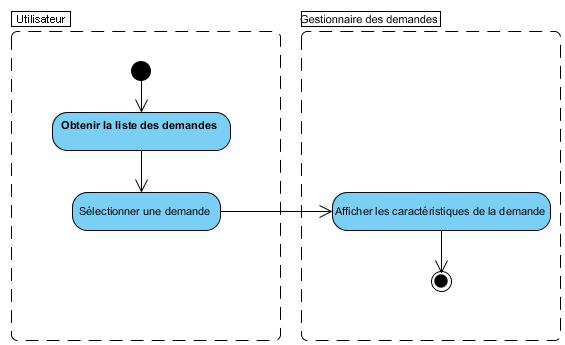 Utilisateur
Gestionnaire des demandes
Obtenir la liste des demandes
Sélectionner une demande
Afficher les caractéristiques de la demande